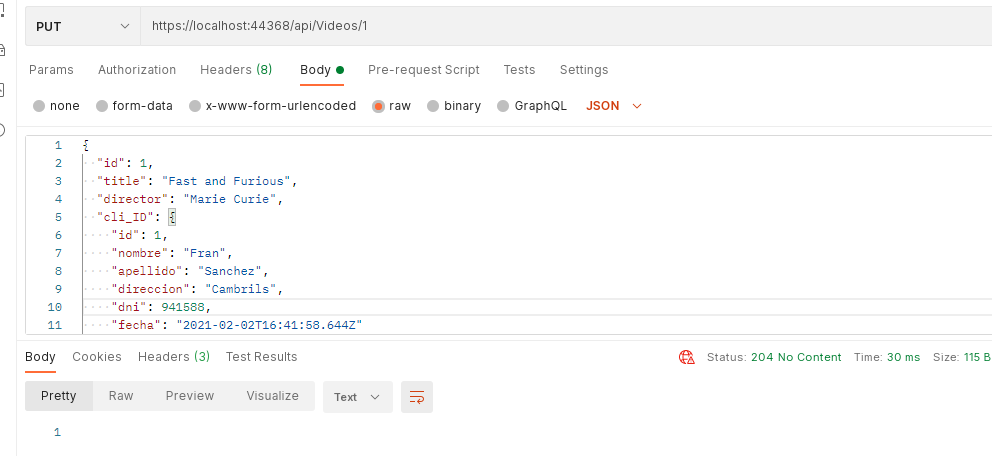 PUT https://localhost:44368/api/Videos/1
Params Authorization Headers (8) Body Pre-request Script Tests Settings
none form-data x-www-form-urlencoded raw binary GraphQL JSON
1 {
2 "id": 1,
3 "title": "Fast and Furious",
4 "director": "Marie Curie",
5 "cli_ID": {
6 "id": 1,
7 "nombre": "Fran",
8 "apellido": "Sanchez",
9 "direccion": "Cambrils",
10 "dni": 941588,
11 "fecha": "2021-02-02T16:41:58.644Z"
Body Cookies Headers (3) Test Results Status: 204 No Content Time: 30 ms Size: 115 B
Pretty Raw Preview Visualize Text
1